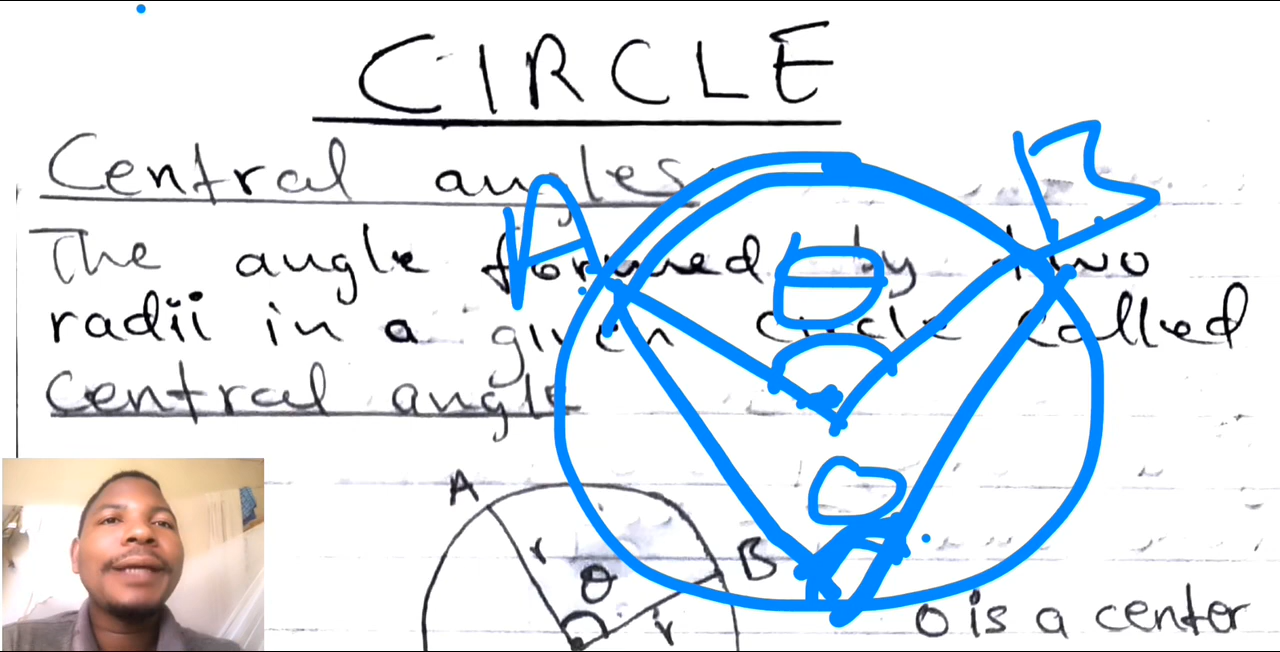 CIRCLE
Central angles
The angle formed by two
radii in a given circle called
central angle
A B
θ
A
r θ B
r
O is a center